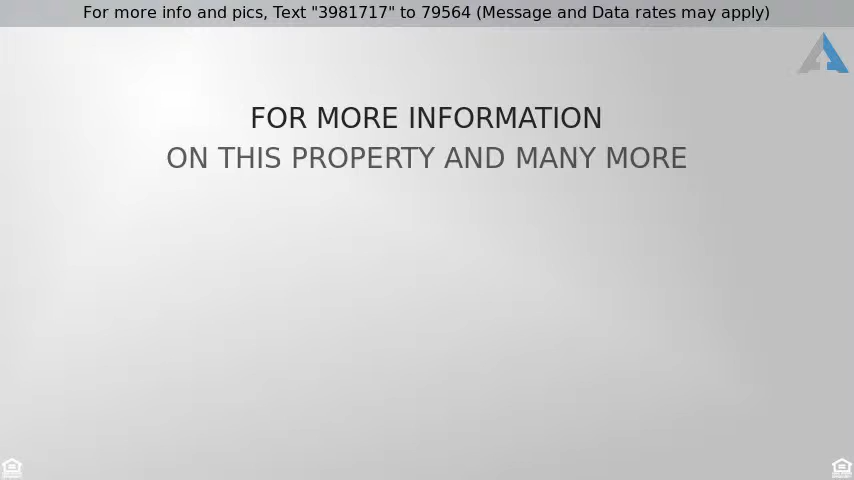 For more info and pics, Text "3981717" to 79564 (Message and Data rates may apply)
FOR MORE INFORMATION
ON THIS PROPERTY AND MANY MORE